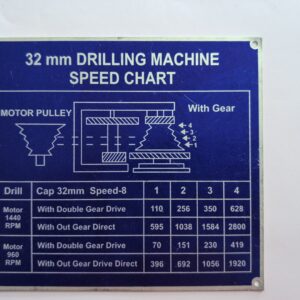 32 mm DRILLING MACHINE
SPEED CHART
MOTOR PULLEY
With Gear
4
3
2
1
Drill Cap 32mm Speed-8 1 2 3 4
Motor 1440 RPM With Double Gear Drive 110 256 350 628
With Out Gear Direct 595 1038 1584 2800
Motor 960 RPM With Double Gear Drive 70 151 230 419
With Out Gear Drive Direct 396 692 1056 1920